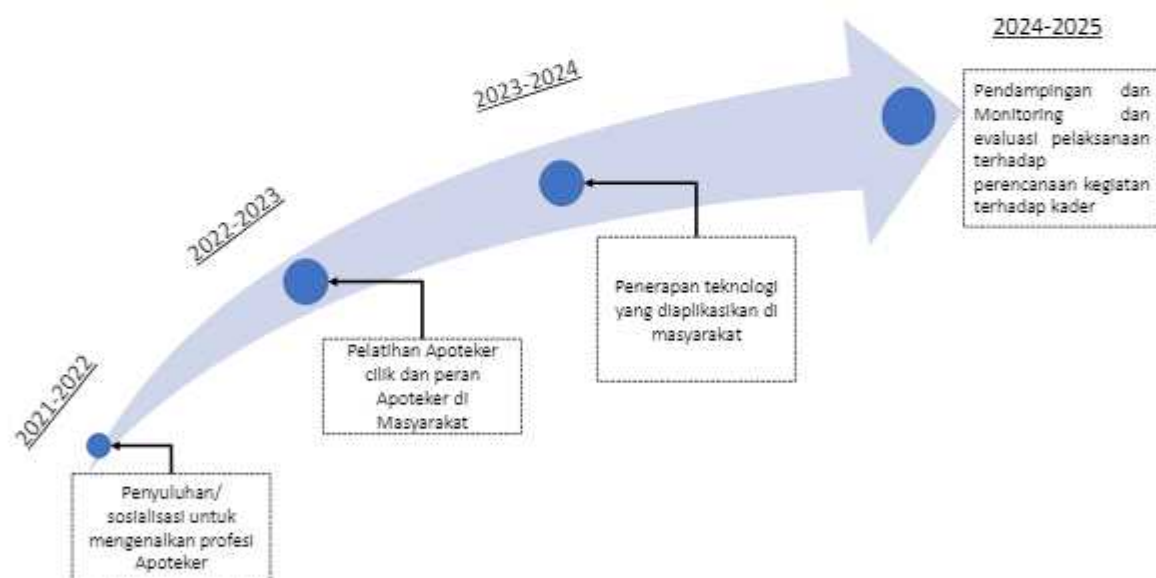 2021-2022
Penyuluhan/
sosialisasi untuk
mengenalkan profesi
Apoteker
2022-2023
Pelatihan Apoteker
cilik dan peran
Apoteker di
Masyarakat
2023-2024
Penerapan teknologi
yang diaplikasikan di
masyarakat
2024-2025
Pendampingan dan
Monitoring dan
evaluasi pelaksanaan
terhadap
perencanaan kegiatan
terhadap kader